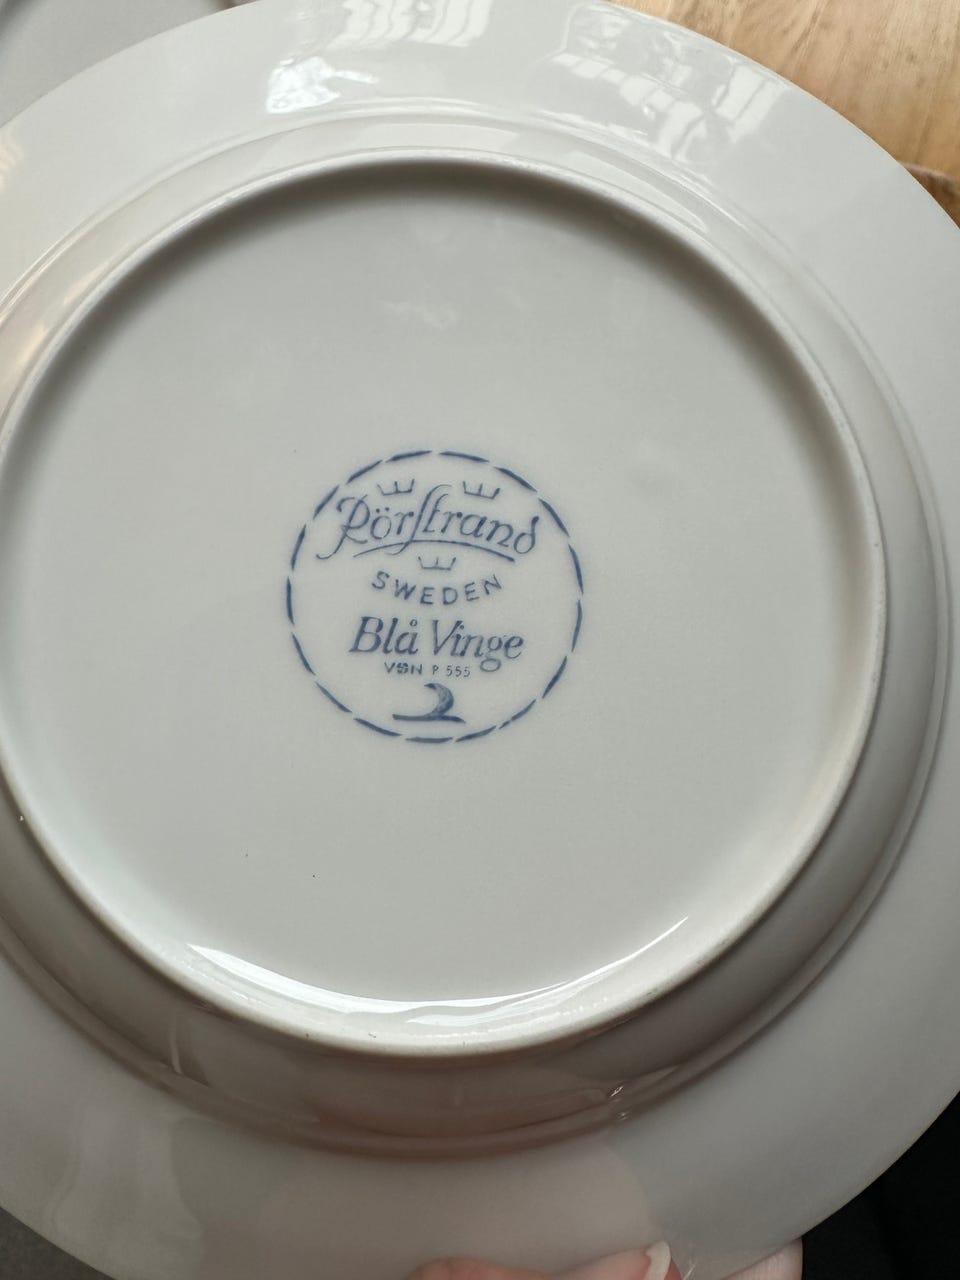 Rörstrand
SWEDEN
Blå Vinge
VSN P 555